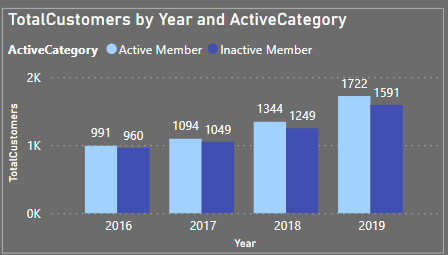 TotalCustomers by Year and ActiveCategory
ActiveCategory Active Member Inactive Member
2K
1K
0K
TotalCustomers
991 960
1094 1049
1344 1249
1722 1591
2016 2017 2018 2019
Year